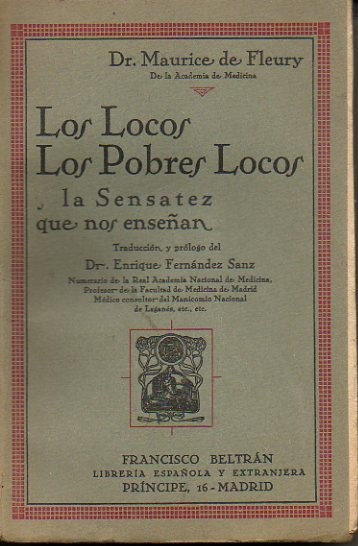 Dr. Maurice de Fleury
De la Academia de Medicina
Los Locos
Los Pobres Locos
y la Sensatez
que nos enseñan
Traducción y prólogo del
Dr. Enrique Fernández Sanz
Numerario de la Real Academia Nacional de Medicina,
Profesor de la Facultad de Medicina de Madrid
Médico consultor del Manicomio Nacional
de Leganés, etc., etc.
FRANCISCO BELTRÁN
LIBRERÍA ESPAÑOLA Y EXTRANJERA
PRÍNCIPE, 16-MADRID